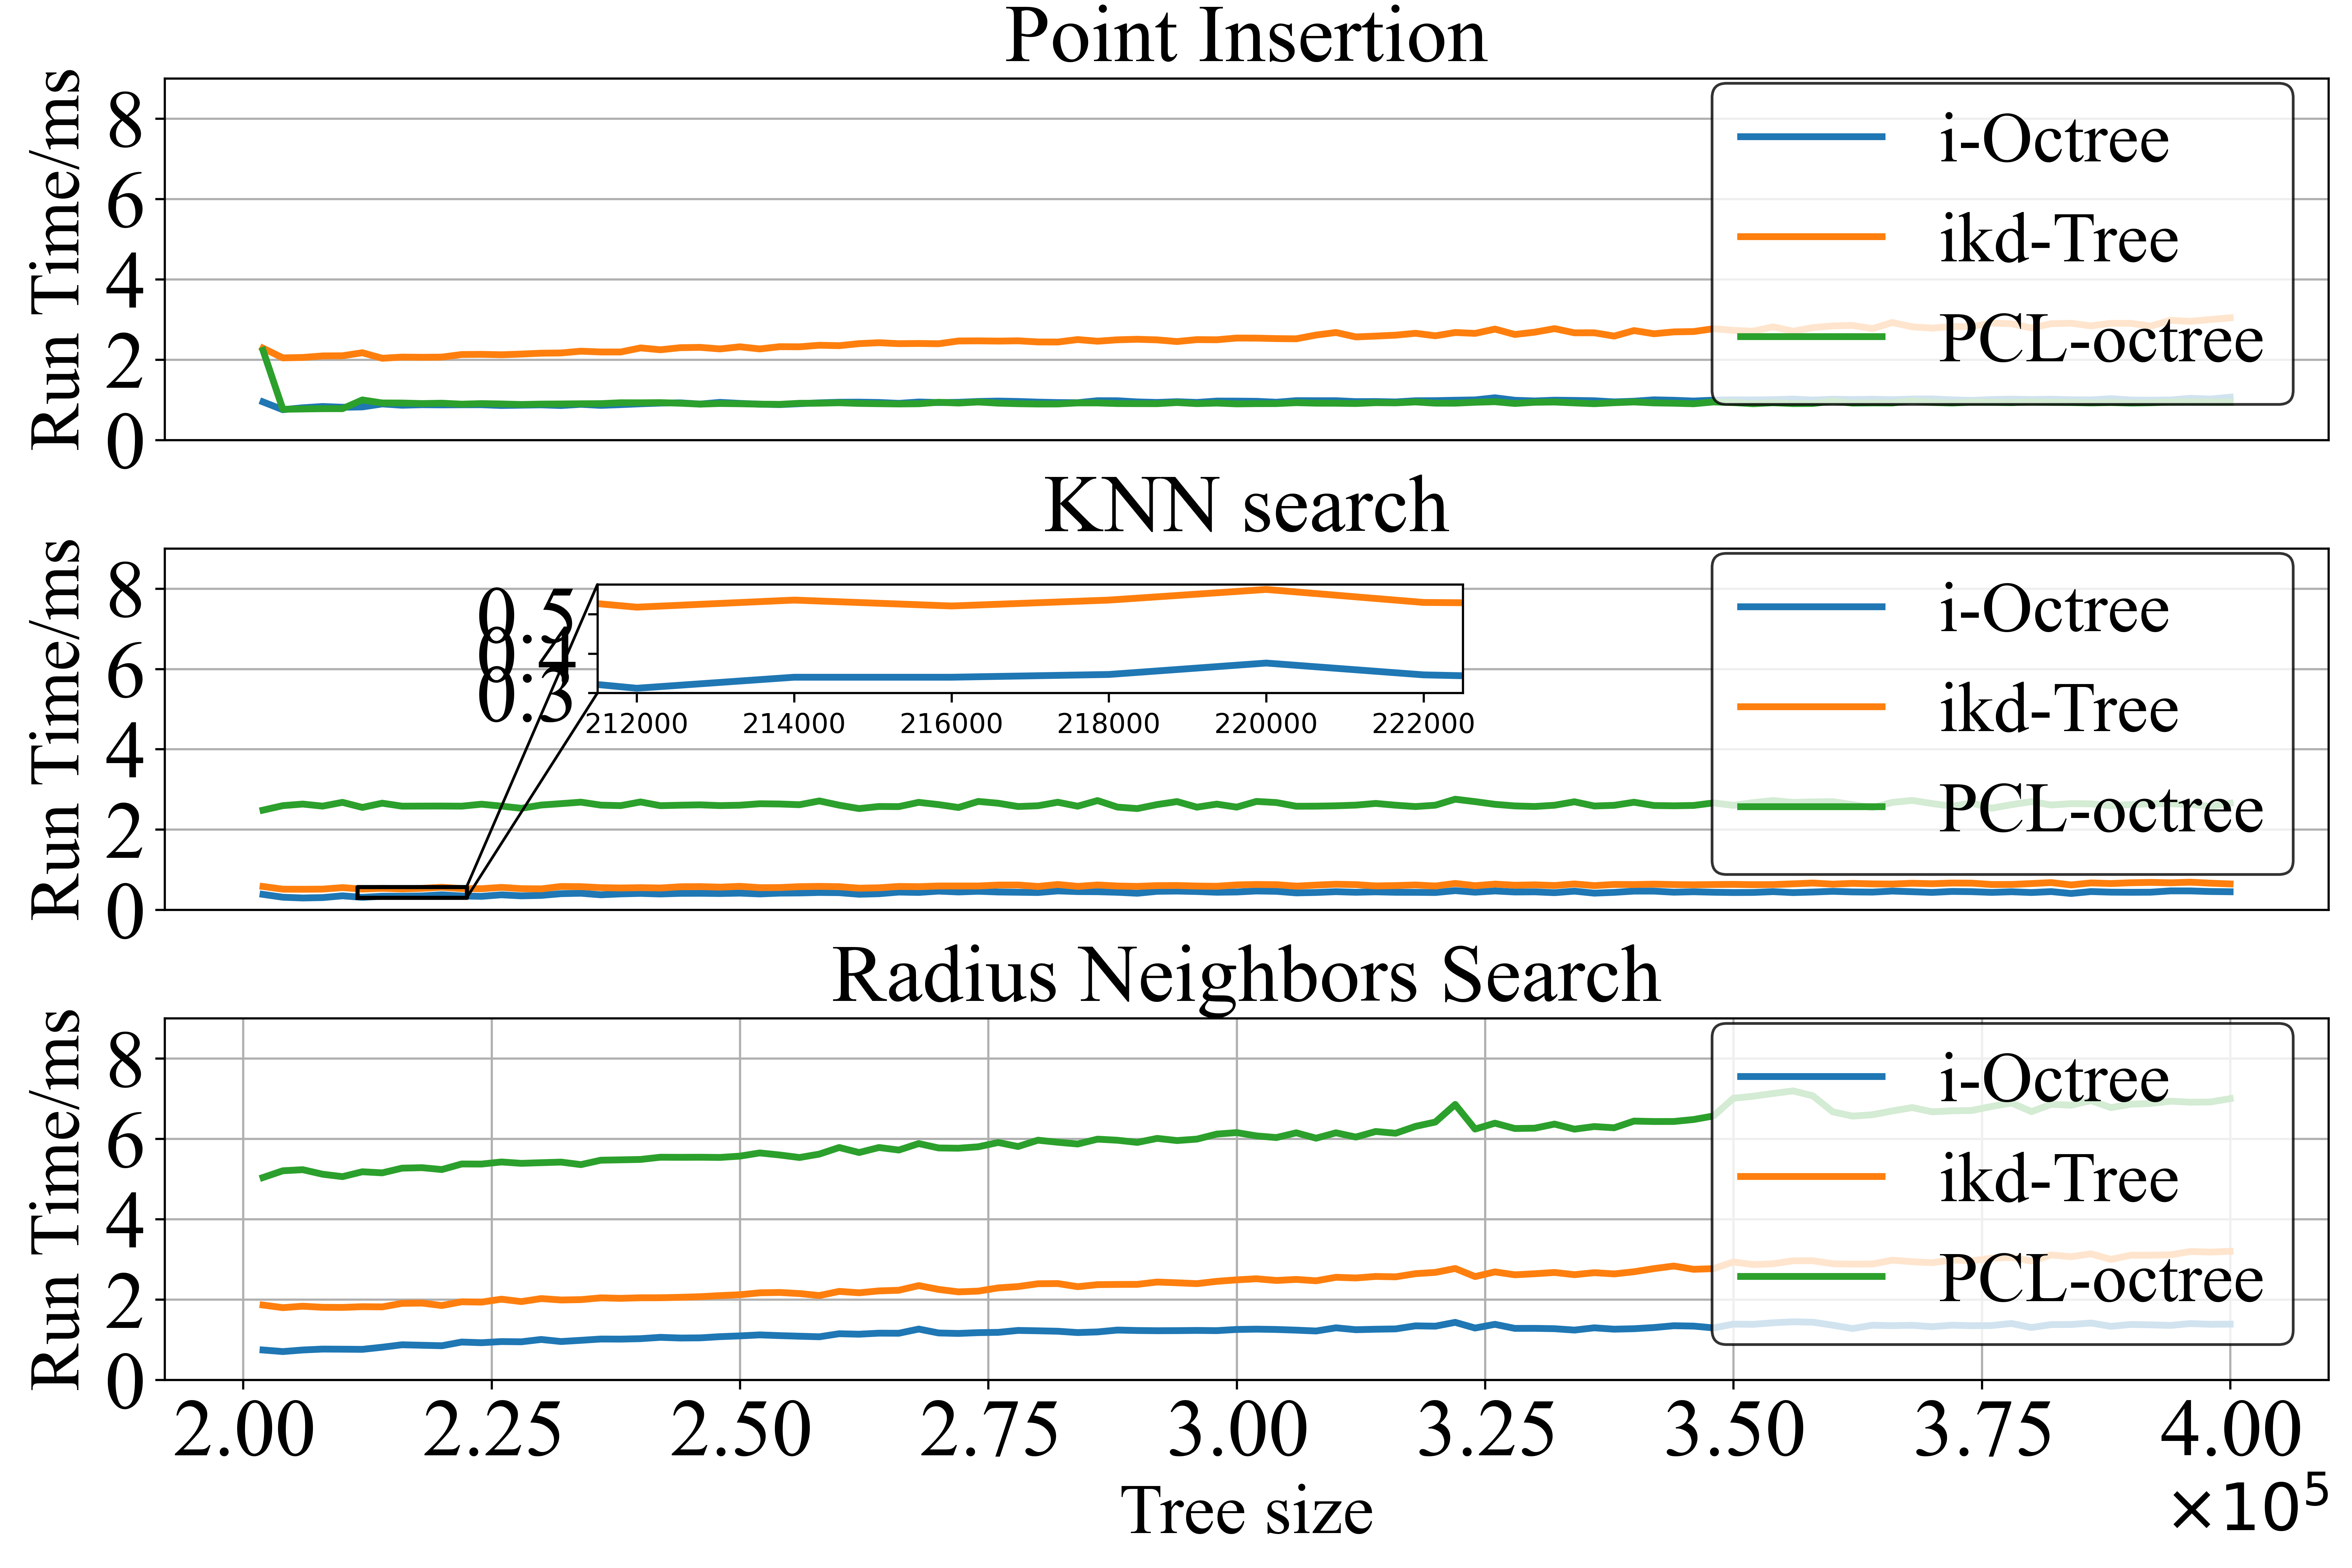 Point Insertion
Run Time/ms
8
6
4
2
0
i-Octree
ikd-Tree
PCL-octree
KNN search
Run Time/ms
8
6
4
2
0
0.5
0.4
0.3
212000 214000 216000 218000 220000 222000
i-Octree
ikd-Tree
PCL-octree
Radius Neighbors Search
Run Time/ms
8
6
4
2
0
i-Octree
ikd-Tree
PCL-octree
2.00 2.25 2.50 2.75 3.00 3.25 3.50 3.75 4.00
Tree size
×10⁵